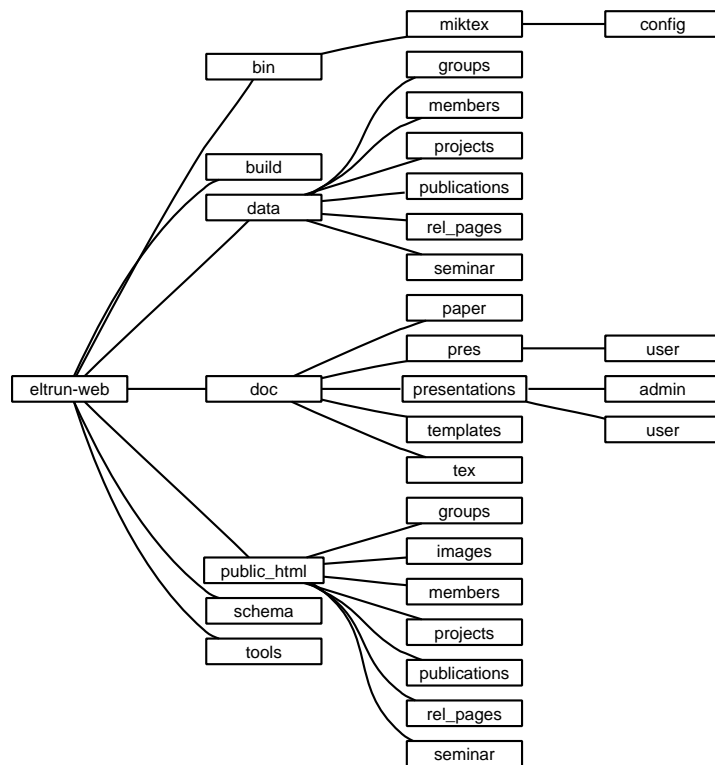 miktex
config
bin
groups
members
projects
build
publications
data
rel_pages
seminar
paper
pres
user
eltrun-web
doc
presentations
admin
templates
user
tex
groups
images
public_html
members
schema
projects
tools
publications
rel_pages
seminar